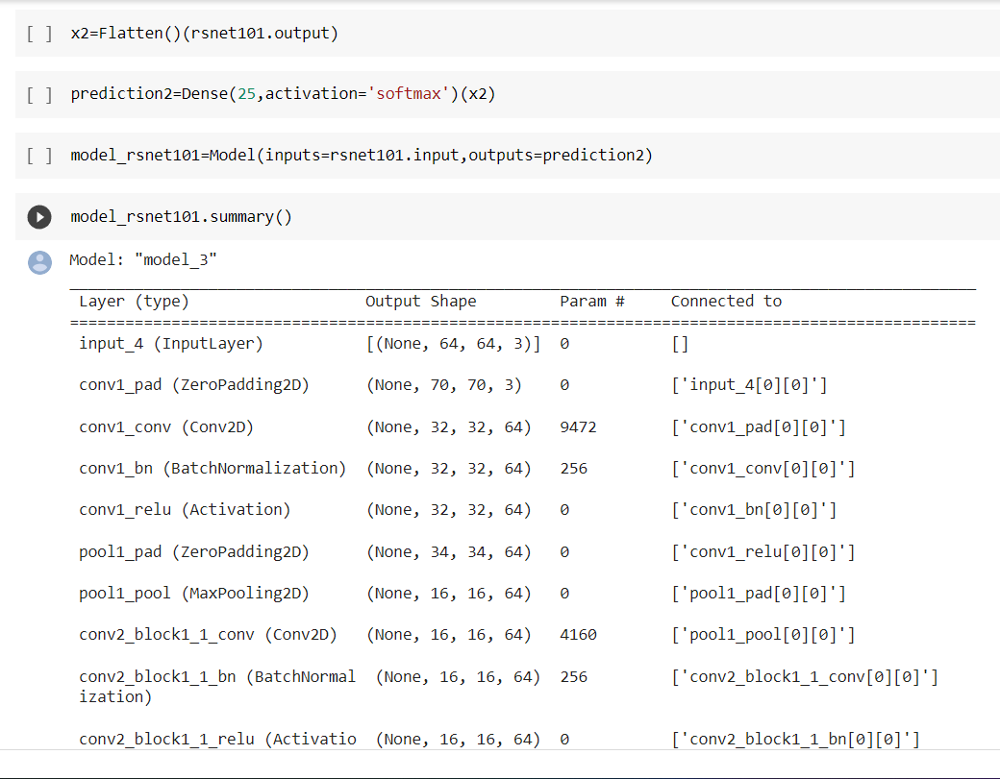 [ ] x2=Flatten()(rsnet101.output)
[ ] prediction2=Dense(25,activation='softmax')(x2)
[ ] model_rsnet101=Model(inputs=rsnet101.input,outputs=prediction2)
model_rsnet101.summary()
Model: "model_3"
Layer (type) Output Shape Param # Connected to
==================================================================================================
input_4 (InputLayer) [(None, 64, 64, 3)] 0 []
conv1_pad (ZeroPadding2D) (None, 70, 70, 3) 0 ['input_4[0][0]']
conv1_conv (Conv2D) (None, 32, 32, 64) 9472 ['conv1_pad[0][0]']
conv1_bn (BatchNormalization) (None, 32, 32, 64) 256 ['conv1_conv[0][0]']
conv1_relu (Activation) (None, 32, 32, 64) 0 ['conv1_bn[0][0]']
pool1_pad (ZeroPadding2D) (None, 34, 34, 64) 0 ['conv1_relu[0][0]']
pool1_pool (MaxPooling2D) (None, 16, 16, 64) 0 ['pool1_pad[0][0]']
conv2_block1_1_conv (Conv2D) (None, 16, 16, 64) 4160 ['pool1_pool[0][0]']
conv2_block1_1_bn (BatchNormal (None, 16, 16, 64) 256 ['conv2_block1_1_conv[0][0]']
ization)
conv2_block1_1_relu (Activatio (None, 16, 16, 64) 0 ['conv2_block1_1_bn[0][0]']